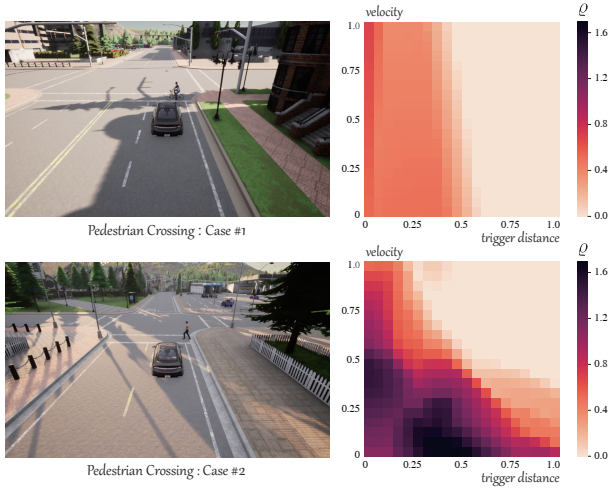 velocity
ϱ
1.0
0.75
0.5
0.25
0
0 0.25 0.5 0.75 1.0
trigger distance
1.6
1.2
0.8
0.4
0.0
Pedestrian Crossing : Case #1
velocity
ϱ
1.0
0.75
0.5
0.25
0
0 0.25 0.5 0.75 1.0
trigger distance
1.6
1.2
0.8
0.4
0.0
Pedestrian Crossing : Case #2